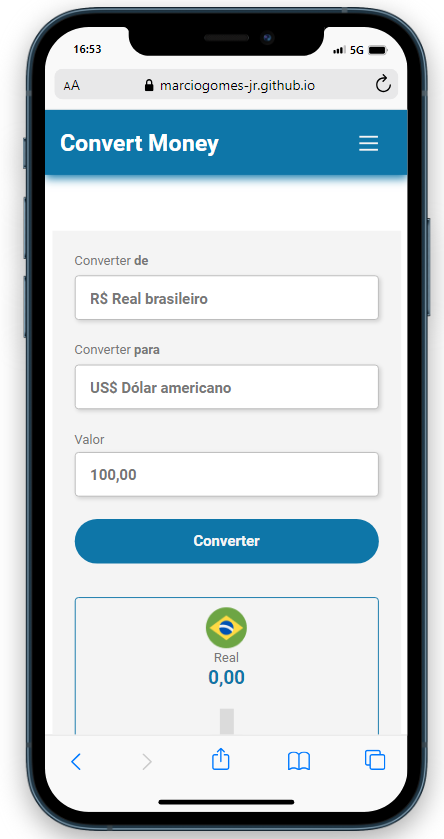 16:53
5G
AA
marciogomes-jr.github.io
Convert Money
Converter de
R$ Real brasileiro
Converter para
US$ Dólar americano
Valor
100,00
Converter
Real
0,00